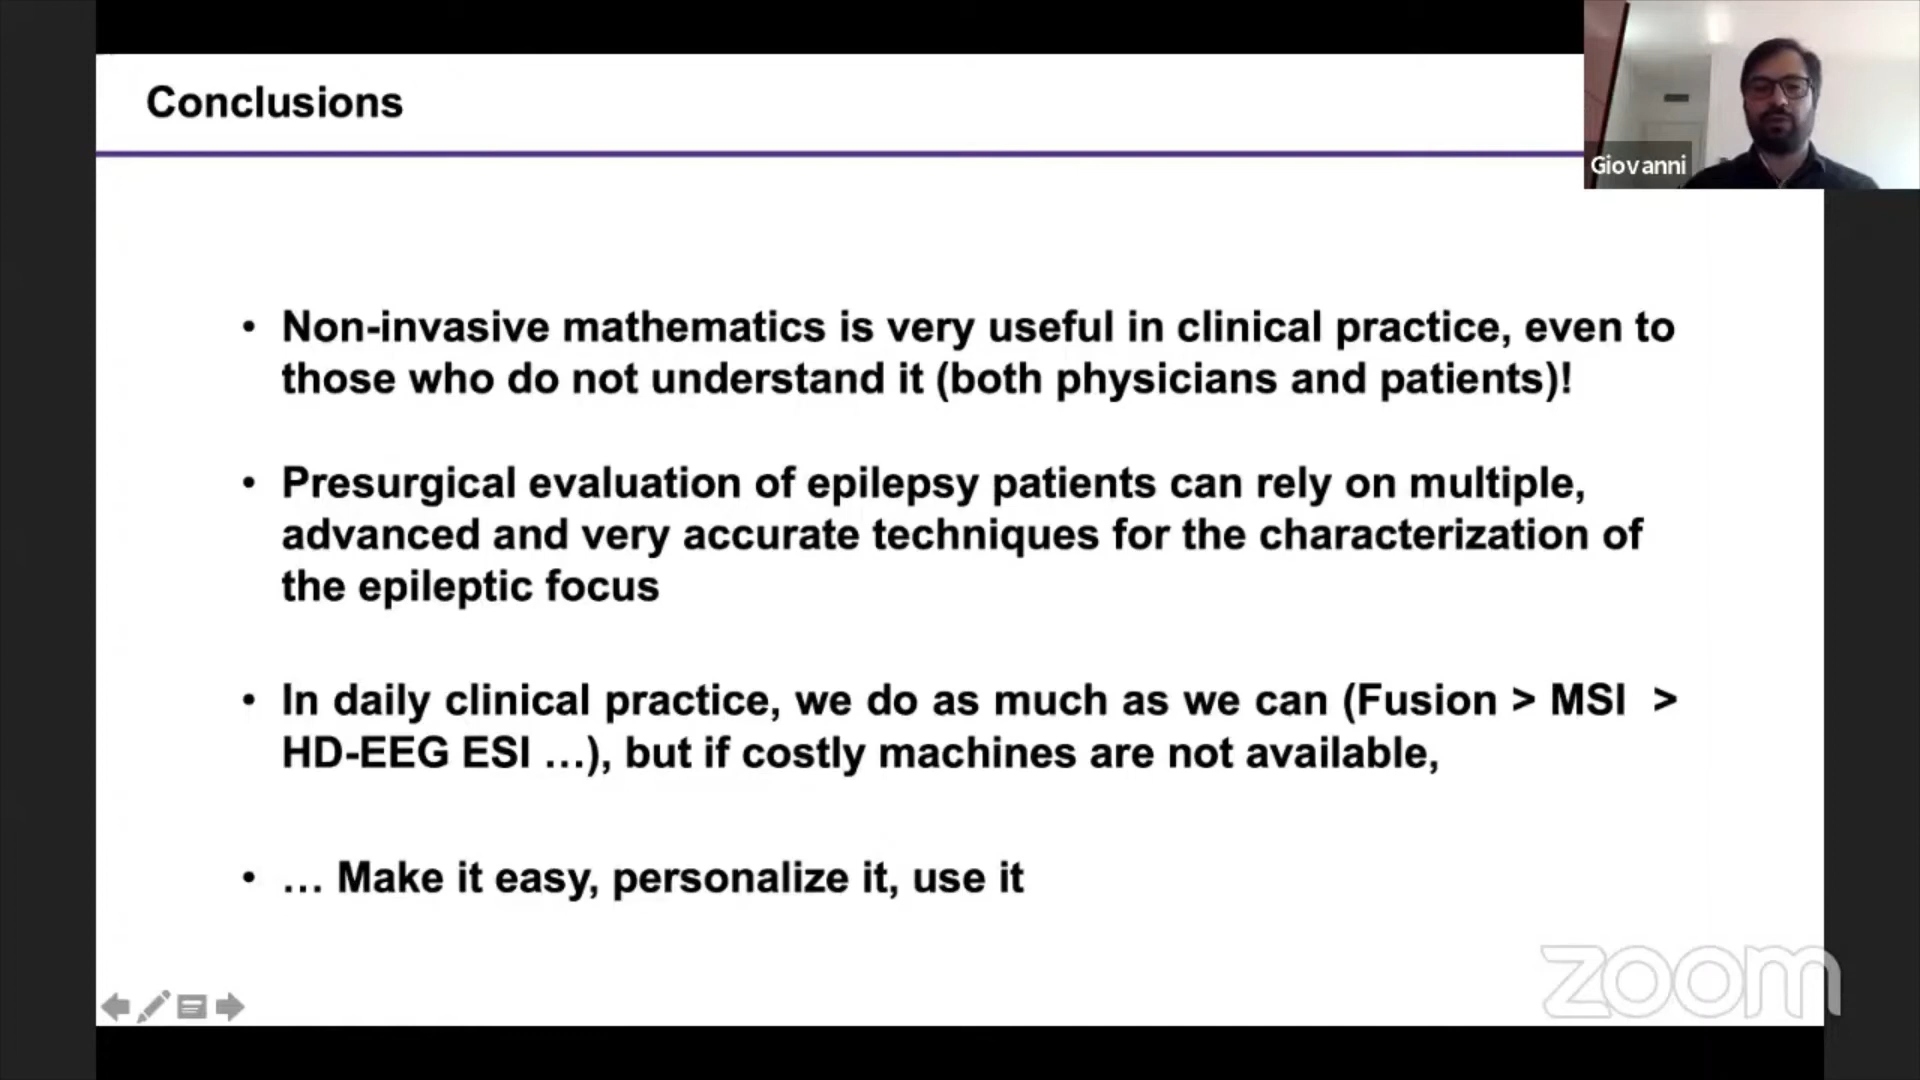 Conclusions
Giovanni
• Non-invasive mathematics is very useful in clinical practice, even to
those who do not understand it (both physicians and patients)!
• Presurgical evaluation of epilepsy patients can rely on multiple,
advanced and very accurate techniques for the characterization of
the epileptic focus
• In daily clinical practice, we do as much as we can (Fusion > MSI >
HD-EEG ESI ...), but if costly machines are not available,
• ... Make it easy, personalize it, use it
zoom